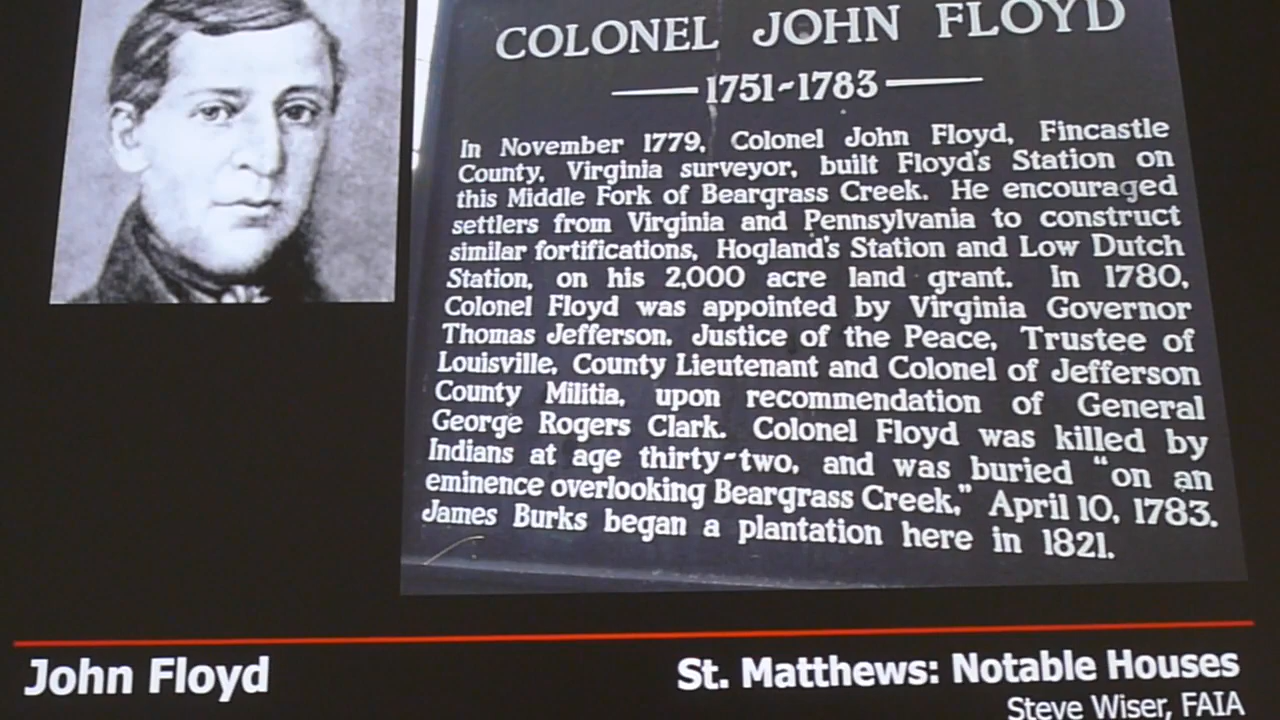 COLONEL JOHN FLOYD
1751-1783
In November 1779, Colonel John Floyd, Fincastle
County, Virginia surveyor, built Floyd's Station on
this Middle Fork of Beargrass Creek. He encouraged
settlers from Virginia and Pennsylvania to construct
similar fortifications, Hogland's Station and Low Dutch
Station, on his 2,000 acre land grant. In 1780,
Colonel Floyd was appointed by Virginia Governor
Thomas Jefferson, Justice of the Peace, Trustee of
Louisville, County Lieutenant and Colonel of Jefferson
County Militia, upon recommendation of General
George Rogers Clark. Colonel Floyd was killed by
Indians at age thirty-two, and was buried "on an
eminence overlooking Beargrass Creek," April 10, 1783.
James Burks began a plantation here in 1821.
John Floyd
St. Matthews: Notable Houses
Steve Wiser, FAIA